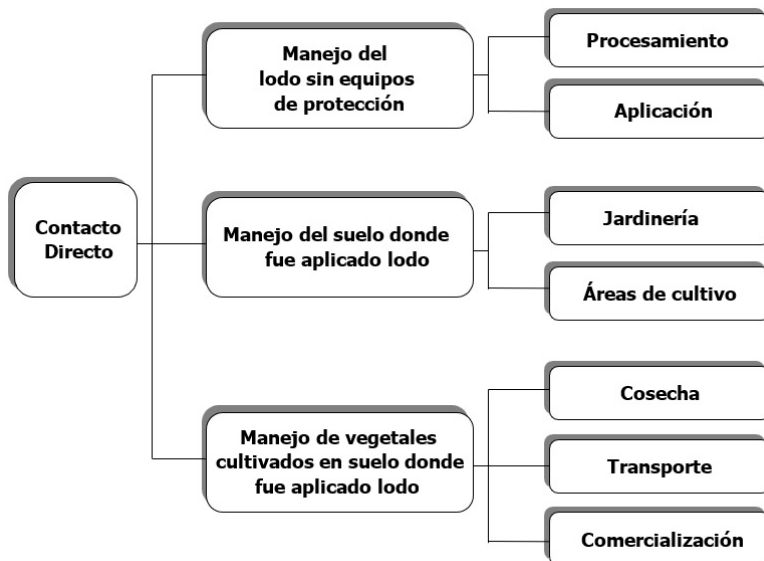 Contacto
Directo
Manejo del
lodo sin equipos
de protección
Procesamiento
Aplicación
Manejo del suelo donde
fue aplicado lodo
Jardinería
Áreas de cultivo
Manejo de vegetales
cultivados en suelo donde
fue aplicado lodo
Cosecha
Transporte
Comercialización